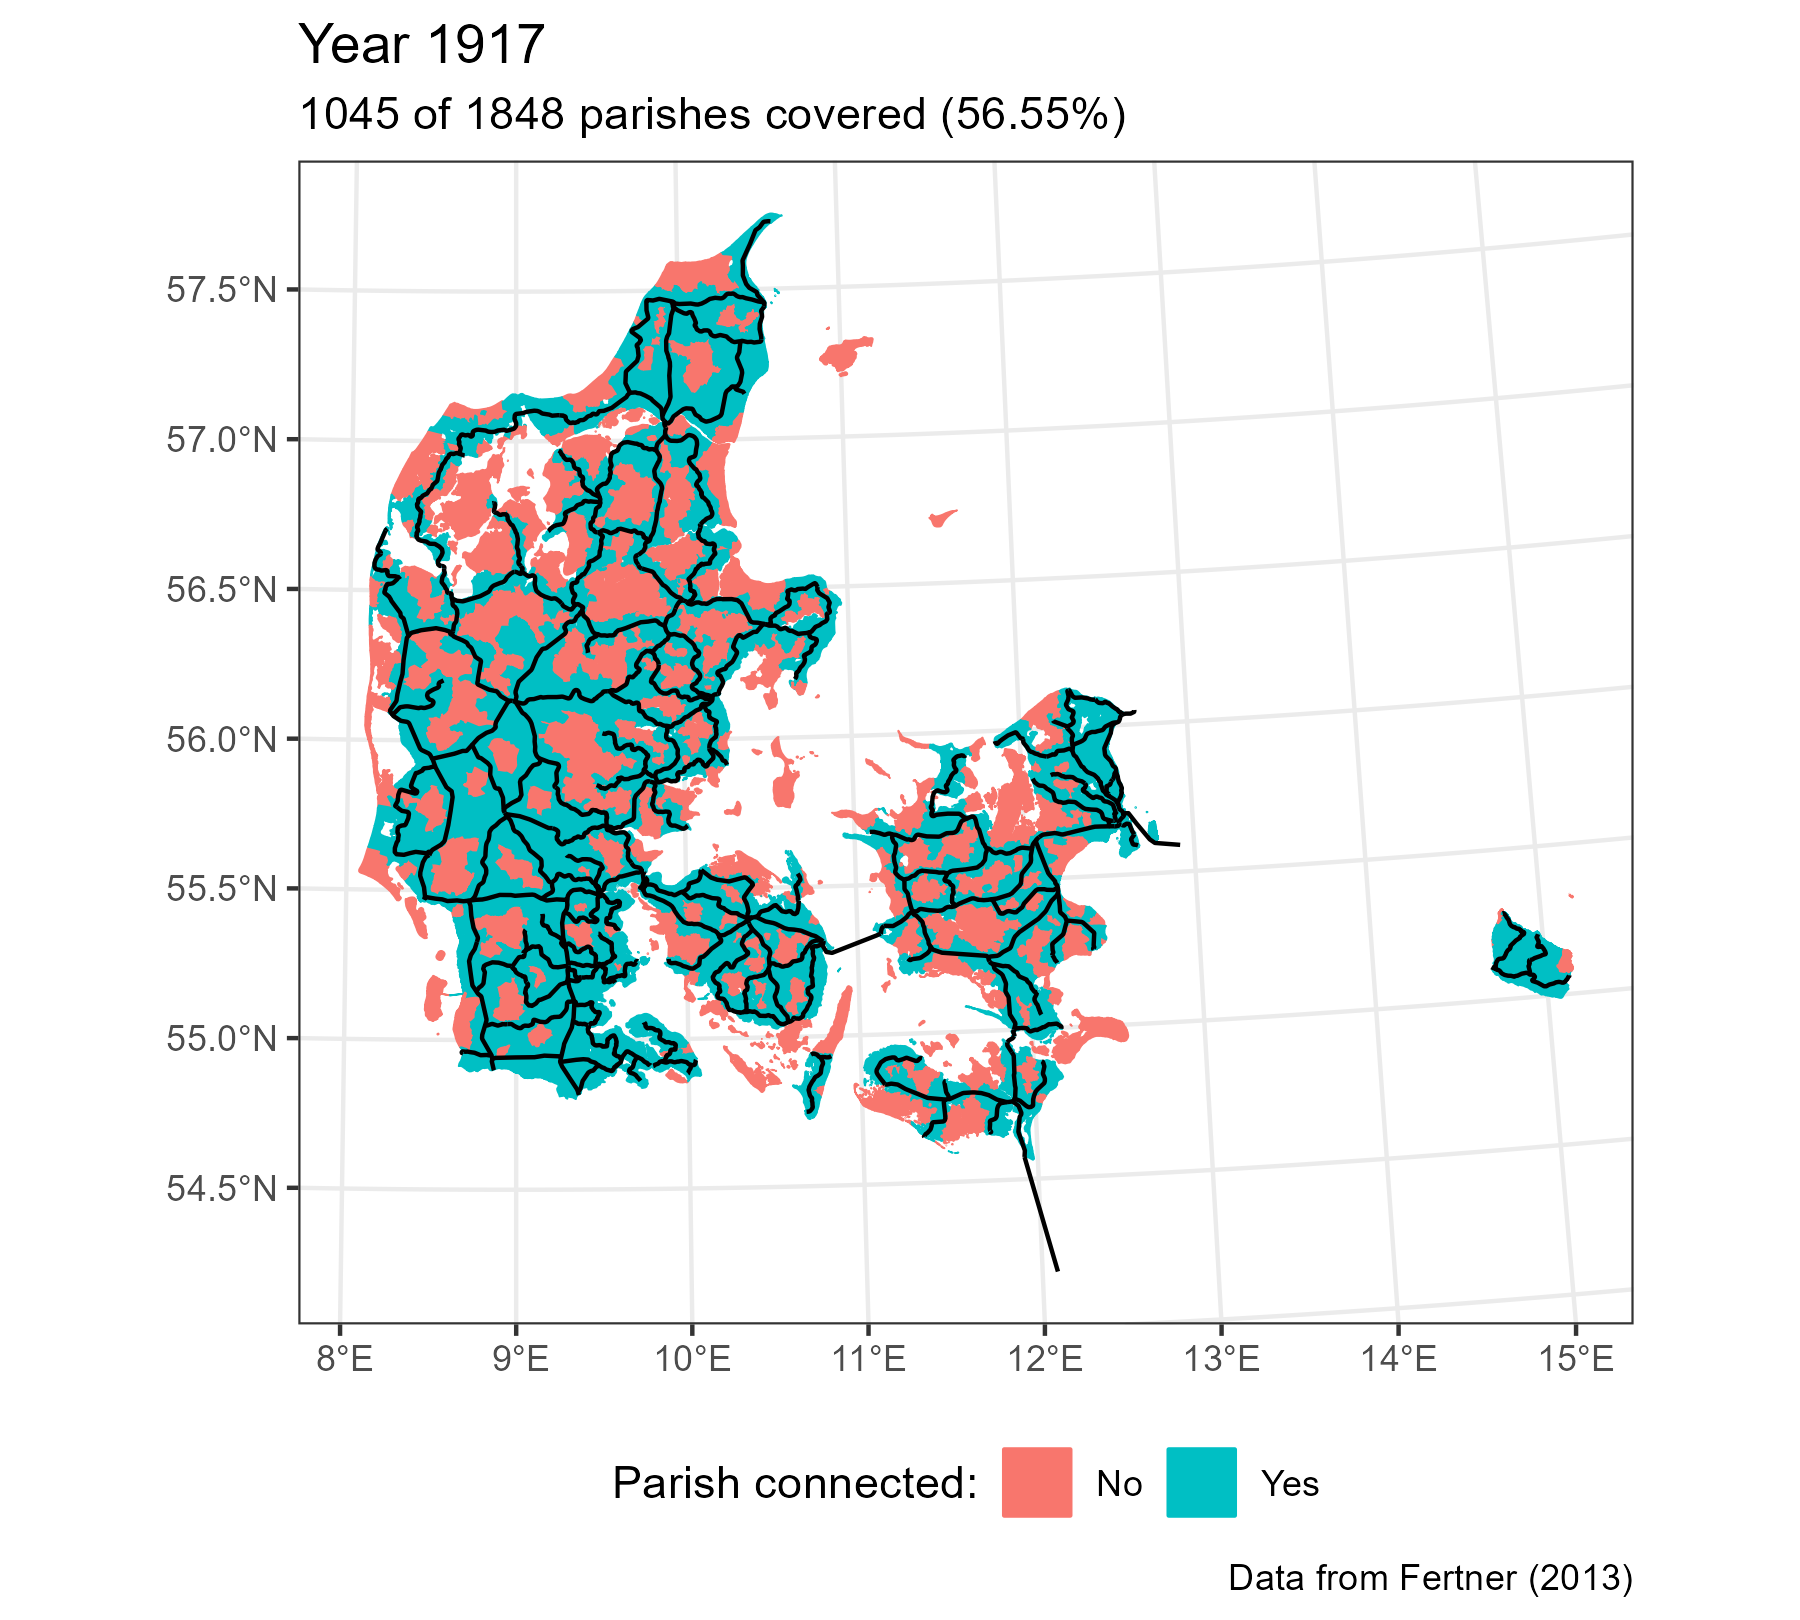 Year 1917
1045 of 1848 parishes covered (56.55%)
57.5°N
57.0°N
56.5°N
56.0°N
55.5°N
55.0°N
54.5°N
8°E 9°E 10°E 11°E 12°E 13°E 14°E 15°E
Parish connected: No Yes
Data from Fertner (2013)